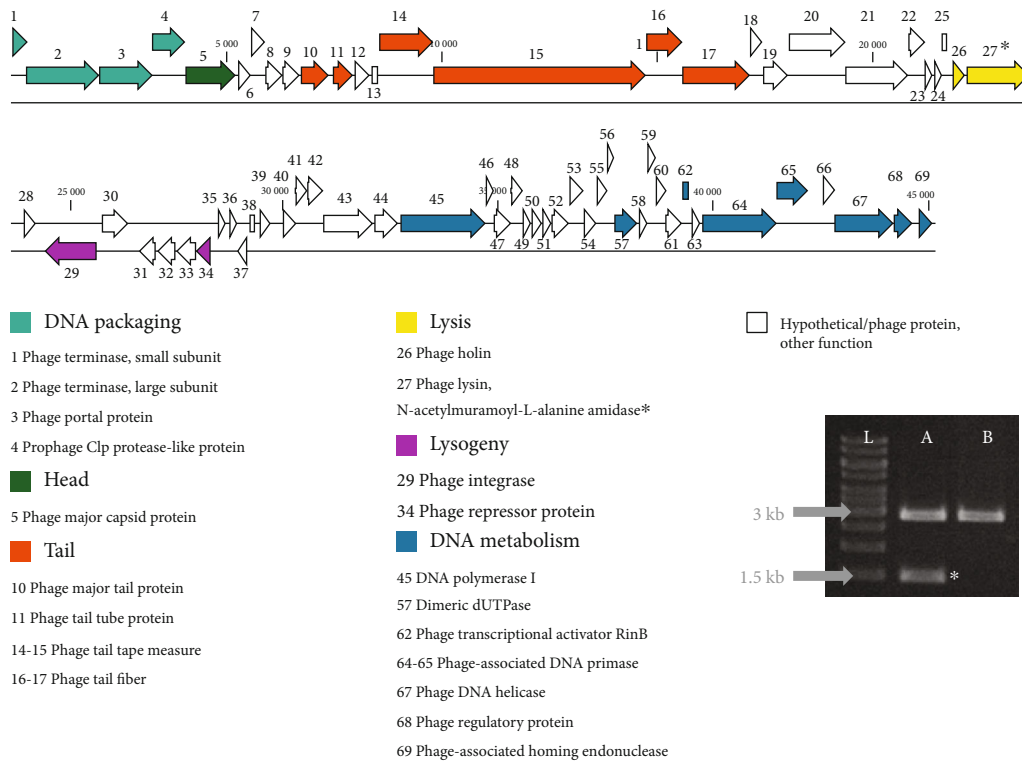 1
4
7
14
16
18
20
21
22
25
2
3
5
5 000
8
9
10
11
12
10 000
15
1
17
19
20 000
26
27*
6
13
23
24
56
59
41
42
46
48
53
55
60
62
65
66
28
25 000
30
35
36
38
39
40
30 000
43
44
45
35 000
50
52
58
40 000
64
67
68
69
45 000
47
49
51
54
57
61
63
29
31
32
33
34
37
DNA packaging
1 Phage terminase, small subunit
2 Phage terminase, large subunit
3 Phage portal protein
4 Prophage Clp protease-like protein
Head
5 Phage major capsid protein
Tail
10 Phage major tail protein
11 Phage tail tube protein
14-15 Phage tail tape measure
16-17 Phage tail fiber
Lysis
26 Phage holin
27 Phage lysin,
N-acetylmuramoyl-L-alanine amidase*
Lysogeny
29 Phage integrase
34 Phage repressor protein
DNA metabolism
45 DNA polymerase I
57 Dimeric dUTPase
62 Phage transcriptional activator RinB
64-65 Phage-associated DNA primase
67 Phage DNA helicase
68 Phage regulatory protein
69 Phage-associated homing endonuclease
Hypothetical/phage protein,
other function
L A B
3 kb
1.5 kb *